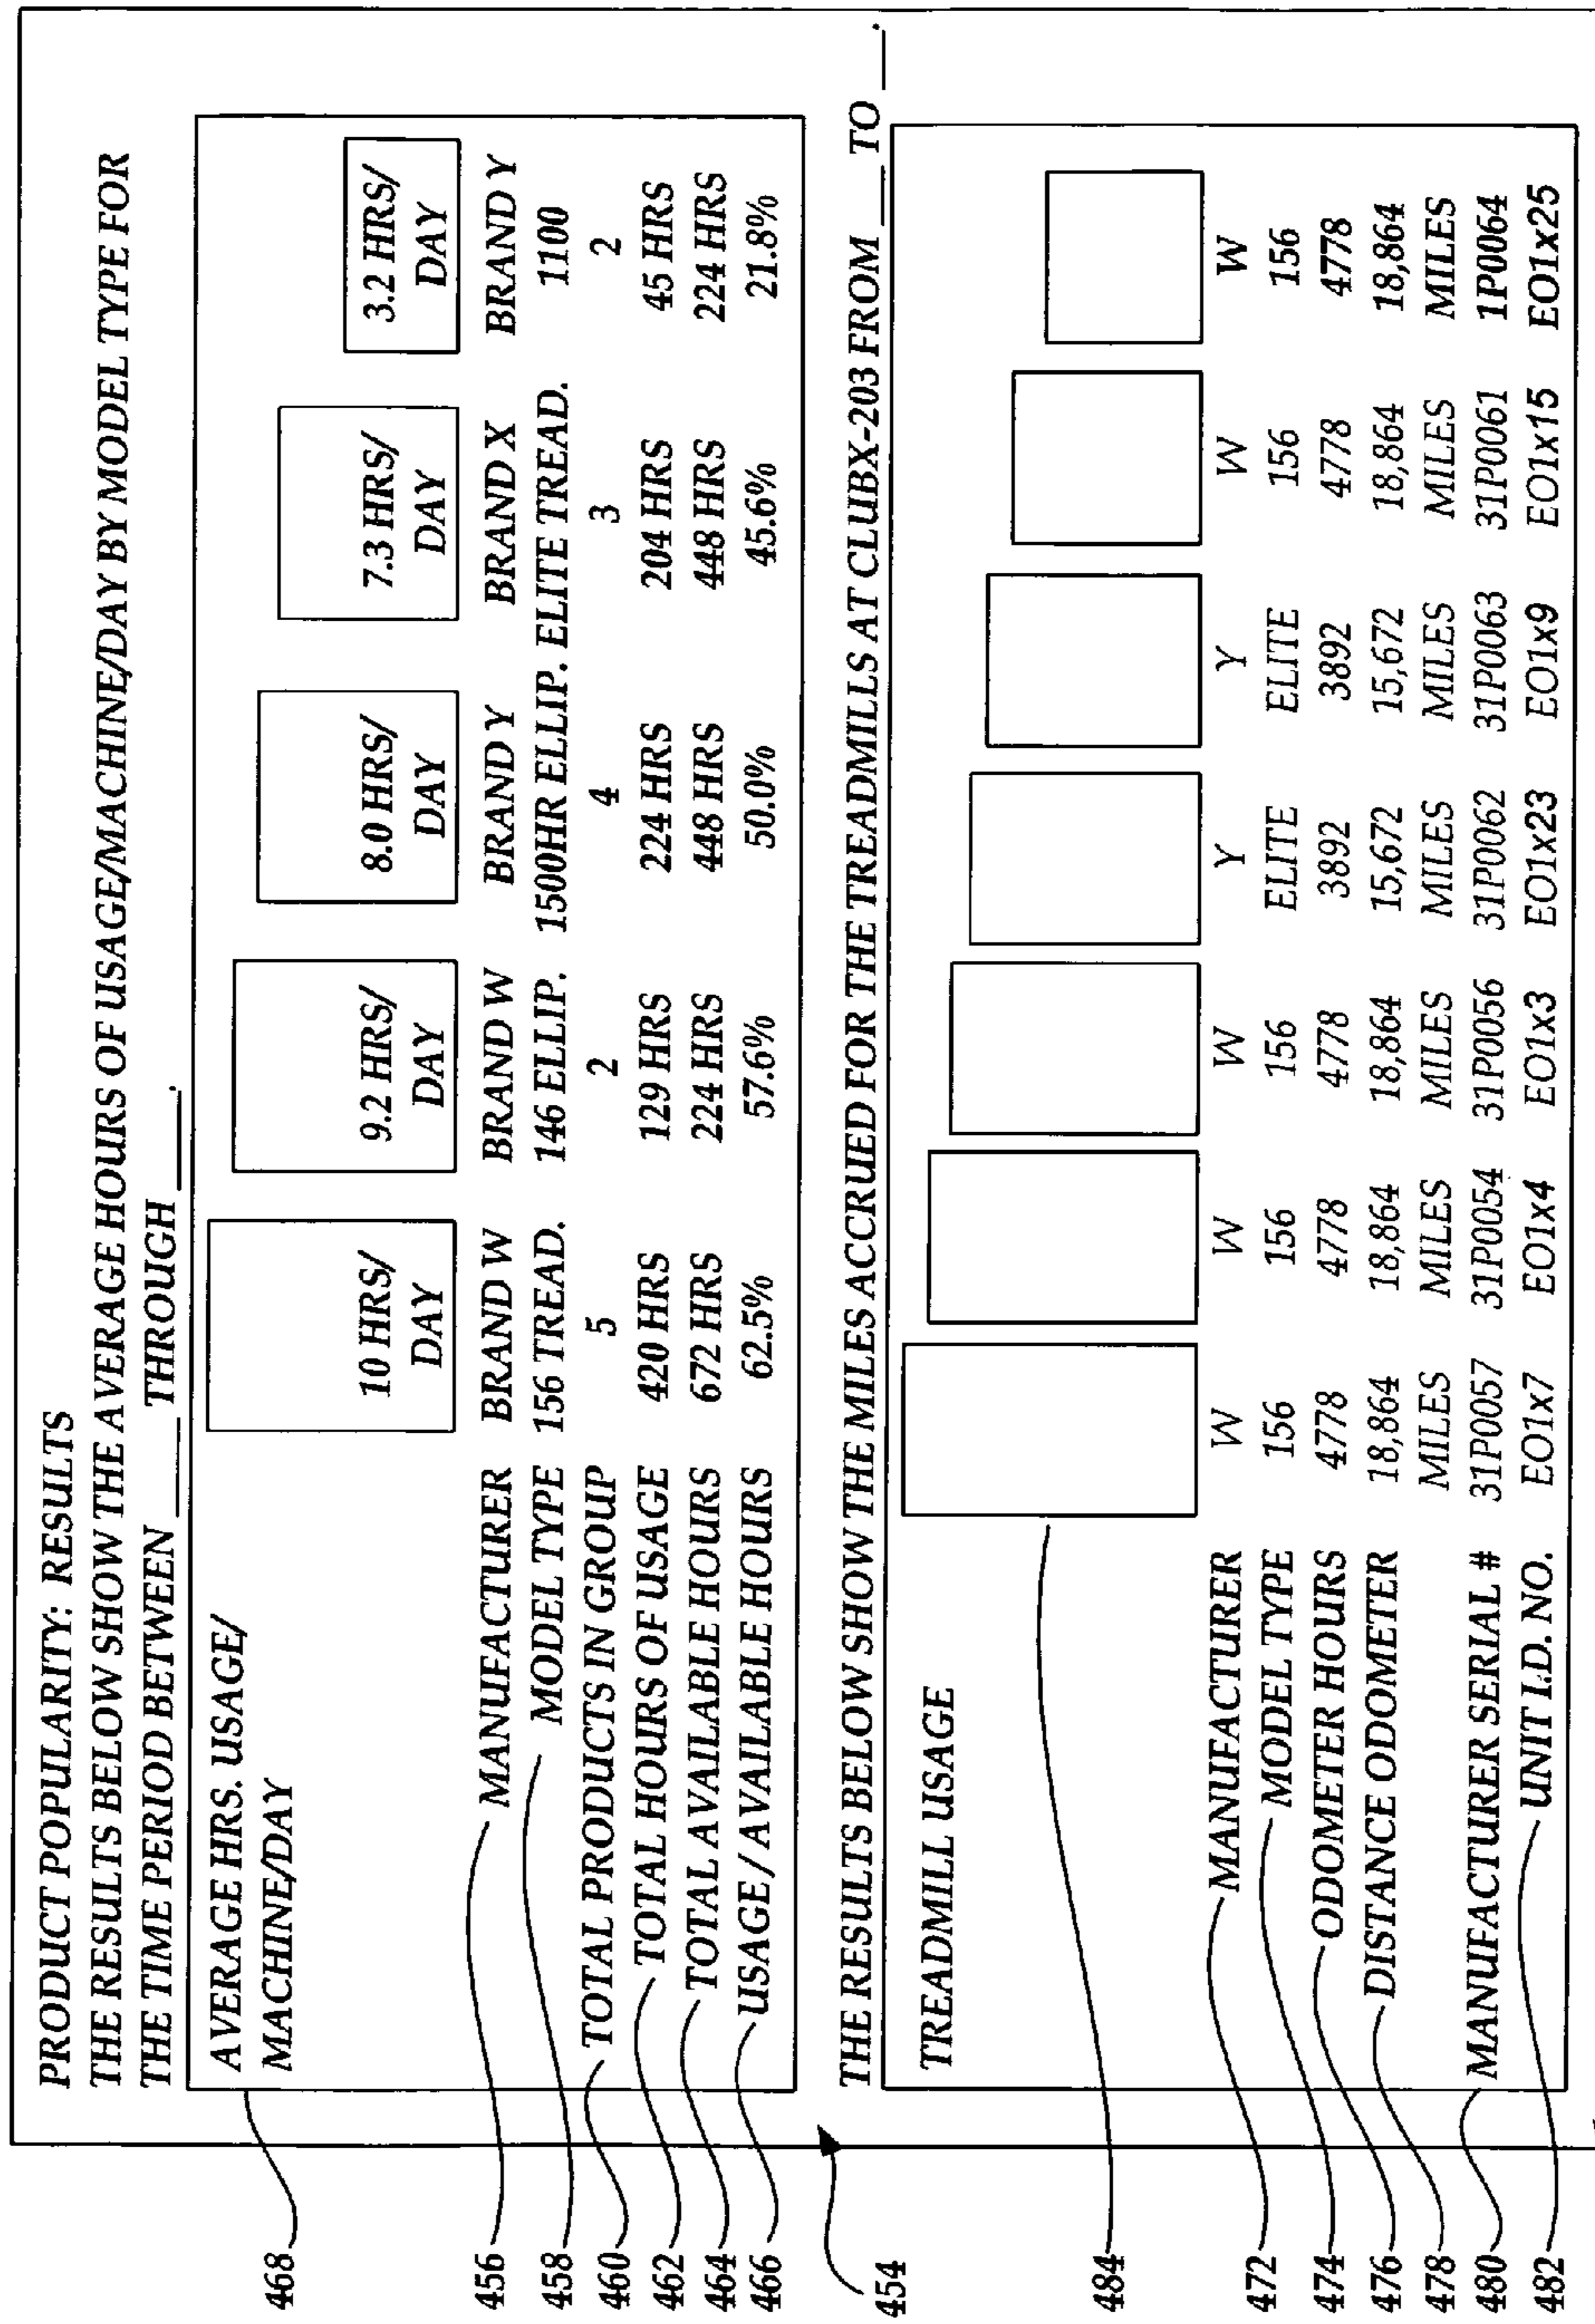 PRODUCT POPULARITY: RESULTS
THE RESULTS BELOW SHOW THE AVERAGE HOURS OF USAGE/MACHINE/DAY BY MODEL TYPE FOR
THE TIME PERIOD BETWEEN ____ THROUGH ____.
468 AVERAGE HRS. USAGE/
MACHINE/DAY
10 HRS/ 9.2 HRS/ 8.0 HRS/ 7.3 HRS/ 3.2 HRS/
DAY DAY DAY DAY DAY
456 MANUFACTURER BRAND W BRAND W BRAND Y BRAND X BRAND Y
458 MODEL TYPE 156 TREAD. 146 ELLIP. 1500HR ELLIP. ELITE TREAD. 1100
460 TOTAL PRODUCTS IN GROUP 5 2 4 3 2
462 TOTAL HOURS OF USAGE 420 HRS 129 HRS 224 HRS 204 HRS 45 HRS
464 TOTAL AVAILABLE HOURS 672 HRS 224 HRS 448 HRS 448 HRS 224 HRS
466 USAGE / AVAILABLE HOURS 62.5% 57.6% 50.0% 45.6% 21.8%
454
THE RESULTS BELOW SHOW THE MILES ACCRUED FOR THE TREADMILLS AT CLUBX-203 FROM ___ TO ___.
TREADMILL USAGE
484
472 MANUFACTURER W W W Y Y W W
474 MODEL TYPE 156 156 156 ELITE ELITE 156 156
476 ODOMETER HOURS 4778 4778 4778 3892 3892 4778 4778
478 DISTANCE ODOMETER 18,864 18,864 18,864 15,672 15,672 18,864 18,864
MILES MILES MILES MILES MILES MILES MILES
480 MANUFACTURER SERIAL # 31P0057 31P0054 31P0056 31P0062 31P0063 31P0061 1P0064
482 UNIT I.D. NO. EO1x7 EO1x4 EO1x3 EO1x23 EO1x9 EO1x15 EO1x25